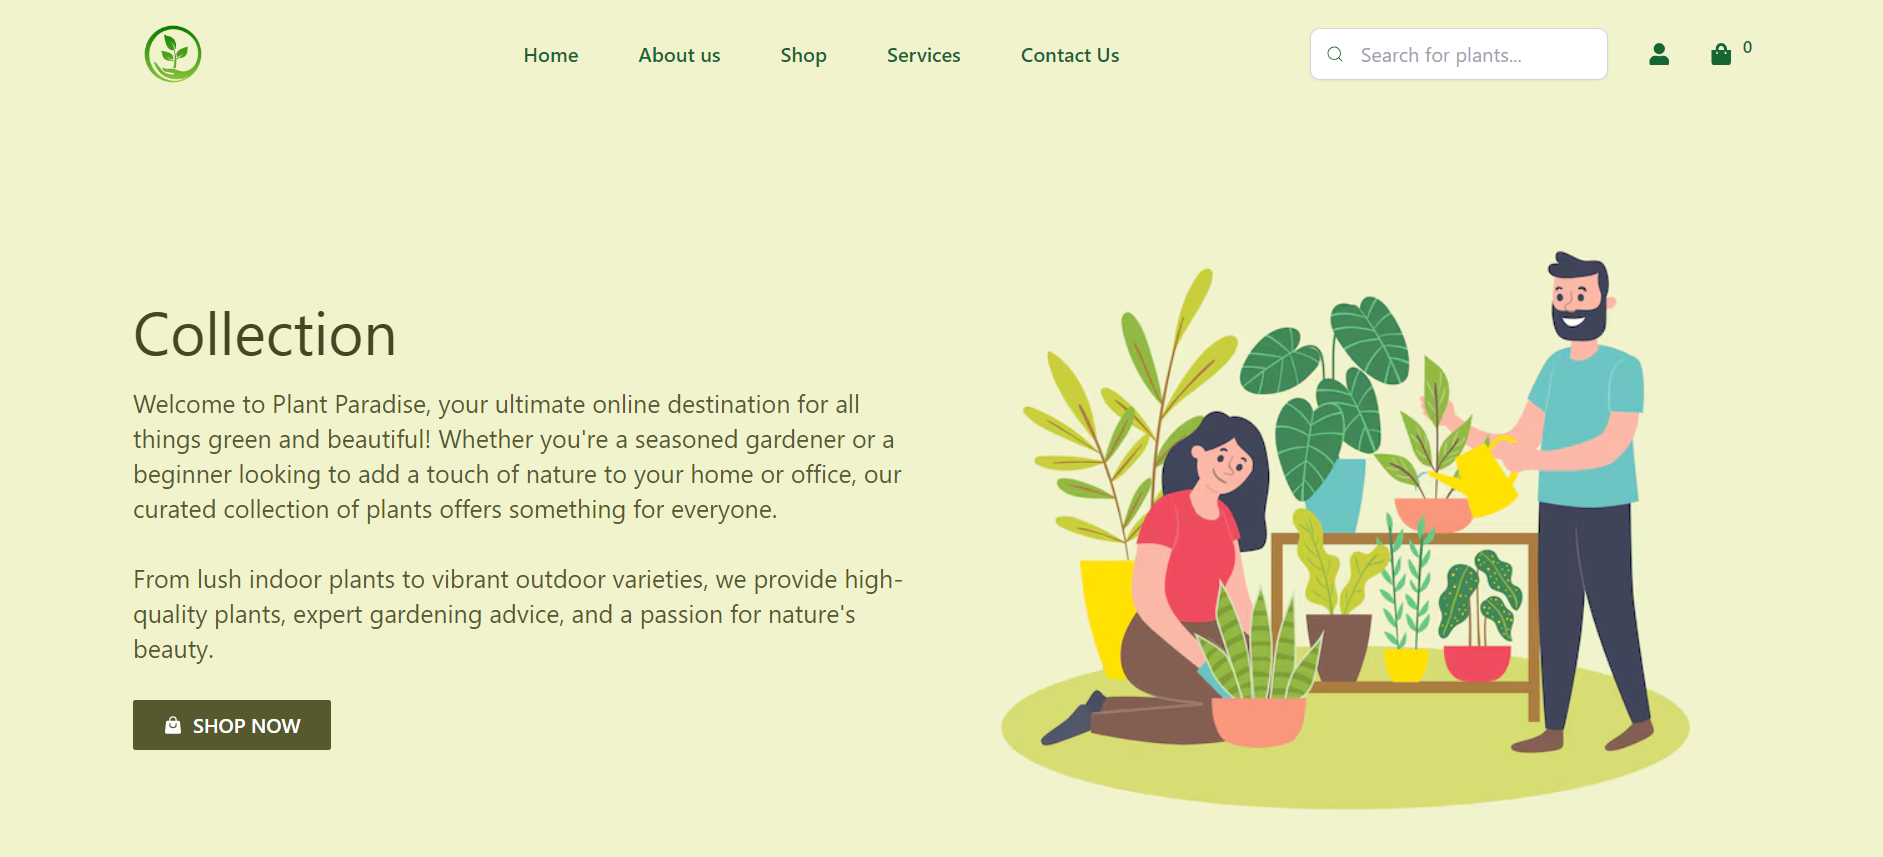 Home About us Shop Services Contact Us Search for plants... 0
Collection
Welcome to Plant Paradise, your ultimate online destination for all
things green and beautiful! Whether you're a seasoned gardener or a
beginner looking to add a touch of nature to your home or office, our
curated collection of plants offers something for everyone.
From lush indoor plants to vibrant outdoor varieties, we provide high-
quality plants, expert gardening advice, and a passion for nature's
beauty.
SHOP NOW